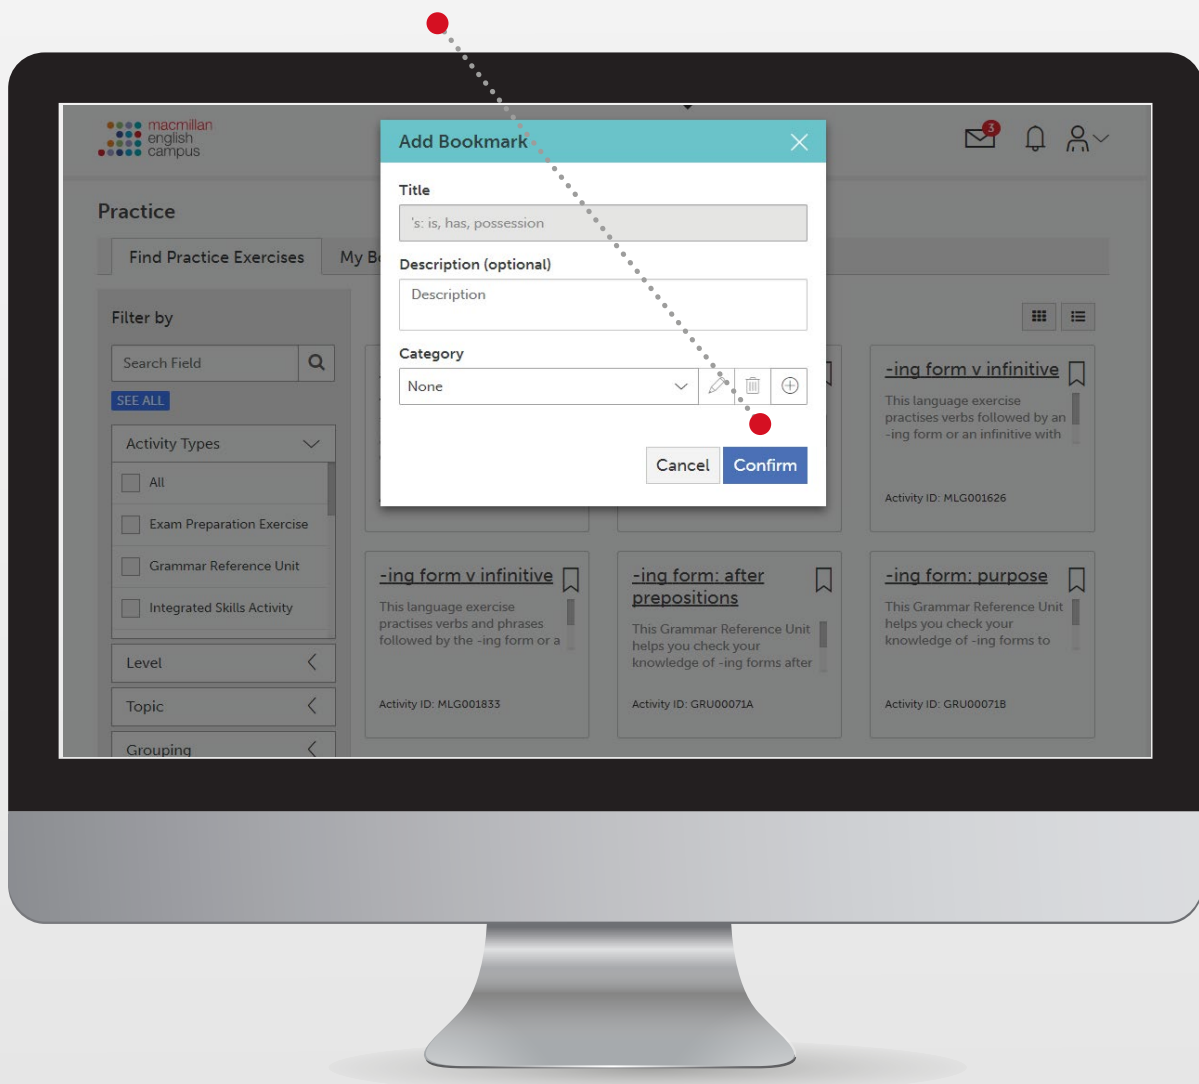 macmillan
english
campus
3
Practice
Find Practice Exercises
My B
Filter by
Search Field
SEE ALL
Activity Types
All
Exam Preparation Exercise
Grammar Reference Unit
Integrated Skills Activity
Level
Topic
Grouping
Add Bookmark
Title
's: is, has, possession
Description (optional)
Description
Category
None
Cancel
Confirm
-ing form v infinitive
This language exercise
practises verbs followed by an
-ing form or an infinitive with
Activity ID: MLG001626
-ing form v infinitive
This language exercise
practises verbs and phrases
followed by the -ing form or a
Activity ID: MLG001833
-ing form: after
prepositions
This Grammar Reference Unit
helps you check your
knowledge of -ing forms after
Activity ID: GRU00071A
-ing form: purpose
This Grammar Reference Unit
helps you check your
knowledge of -ing forms to
Activity ID: GRU00071B